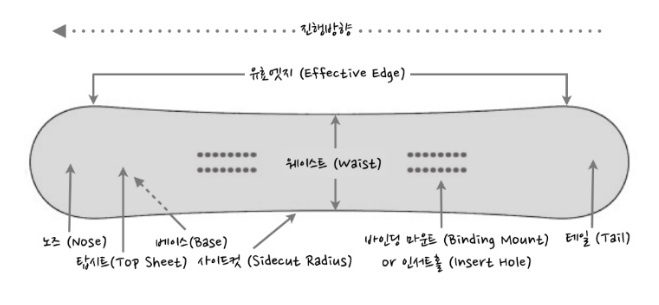 진행방향
유효엣지 (Effective Edge)
웨이스트 (Waist)
노즈 (Nose)
베이스(Base)
바인딩 마운트 (Binding Mount)
테일 (Tail)
탑시트(Top Sheet)
사이드컷 (Sidecut Radius)
or 인서트홀 (Insert Hole)